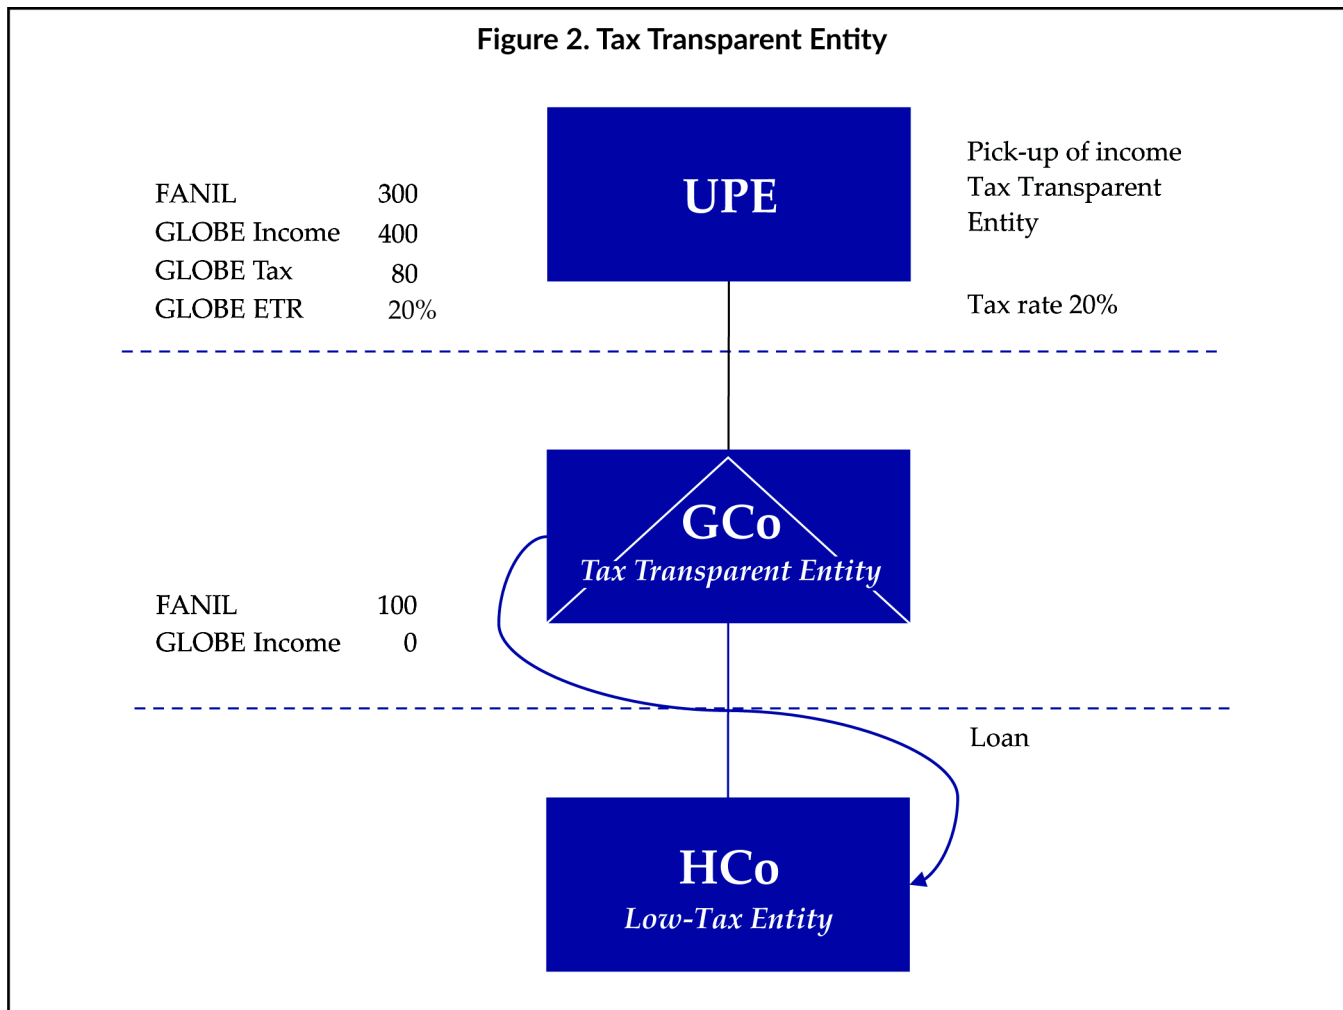 Figure 2. Tax Transparent Entity
UPE
Pick-up of income
Tax Transparent
Entity
Tax rate 20%
FANIL 300
GLOBE Income 400
GLOBE Tax 80
GLOBE ETR 20%
GCo
Tax Transparent Entity
FANIL 100
GLOBE Income 0
Loan
HCo
Low-Tax Entity